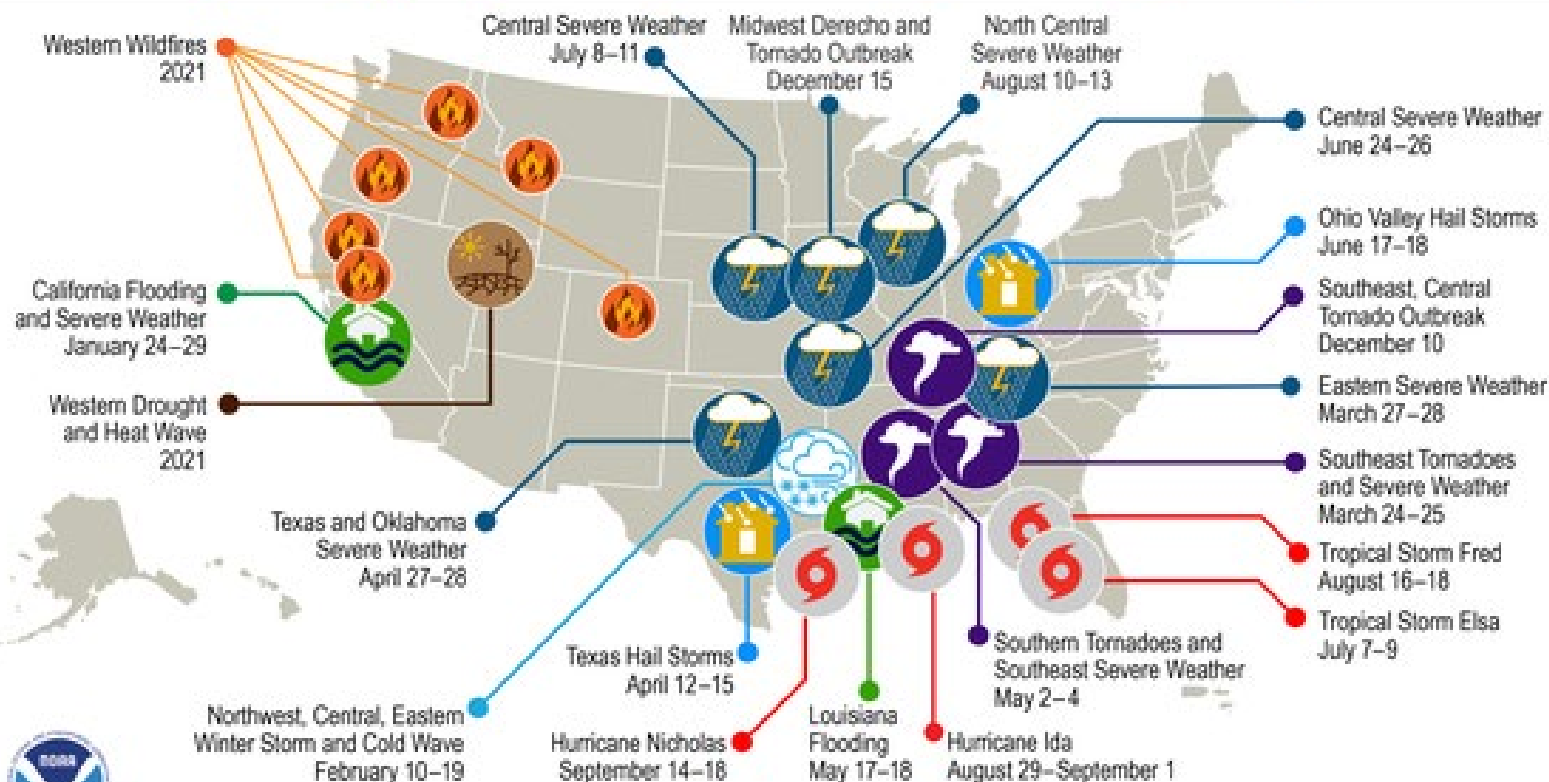 Western Wildfires
2021
Central Severe Weather
July 8–11
Midwest Derecho and
Tornado Outbreak
December 15
North Central
Severe Weather
August 10–13
Central Severe Weather
June 24–26
Ohio Valley Hail Storms
June 17–18
California Flooding
and Severe Weather
January 24–29
Southeast, Central
Tornado Outbreak
December 10
Western Drought
and Heat Wave
2021
Eastern Severe Weather
March 27–28
Southeast Tornadoes
and Severe Weather
March 24–25
Texas and Oklahoma
Severe Weather
April 27–28
Tropical Storm Fred
August 16–18
Tropical Storm Elsa
July 7–9
Texas Hail Storms
April 12–15
Southern Tornadoes and
Southeast Severe Weather
May 2–4
Northwest, Central, Eastern
Winter Storm and Cold Wave
February 10–19
Hurricane Nicholas
September 14–18
Louisiana
Flooding
May 17–18
Hurricane Ida
August 29–September 1
NOAA